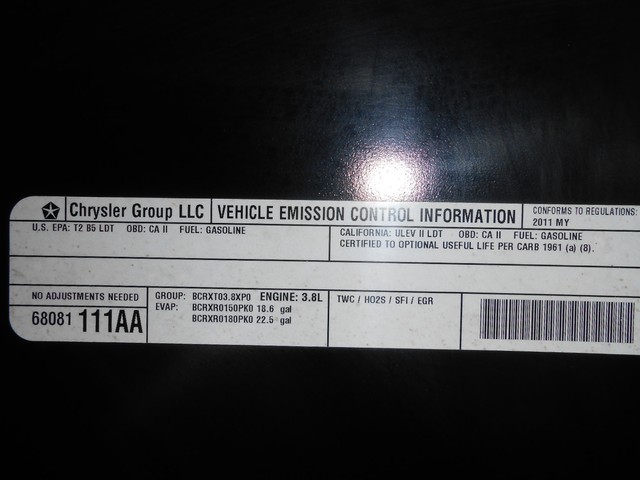 Chrysler Group LLC VEHICLE EMISSION CONTROL INFORMATION CONFORMS TO REGULATIONS:
2011 MY
U.S. EPA: T2 B5 LDT OBD: CA II FUEL: GASOLINE
CALIFORNIA: ULEV II LDT OBD: CA II FUEL: GASOLINE
CERTIFIED TO OPTIONAL USEFUL LIFE PER CARB 1961 (a) (8).
NO ADJUSTMENTS NEEDED
68081 111AA
GROUP: BCRXT03.8XP0 ENGINE: 3.8L
EVAP: BCRXR0150PK0 18.6 gal
BCRXR0180PK0 22.5 gal
TWC / HO2S / SFI / EGR